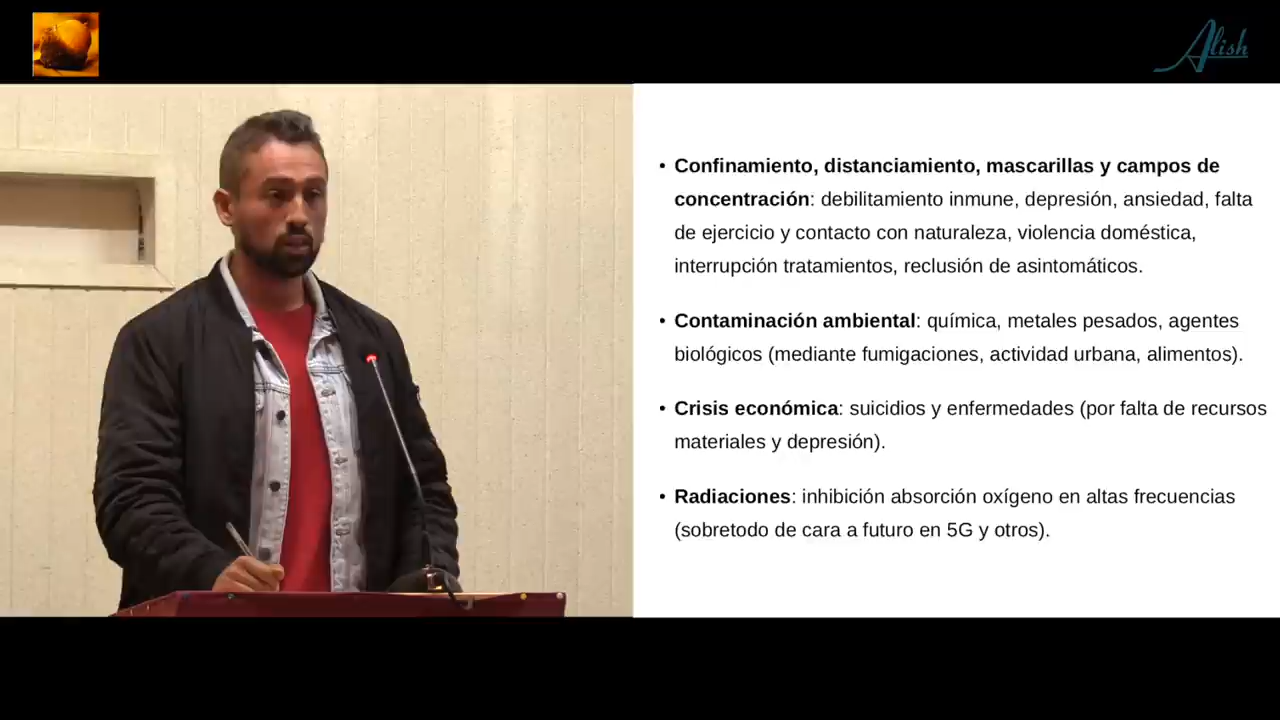 Alish
• Confinamiento, distanciamiento, mascarillas y campos de
concentración: debilitamiento inmune, depresión, ansiedad, falta
de ejercicio y contacto con naturaleza, violencia doméstica,
interrupción tratamientos, reclusión de asintomáticos.
• Contaminación ambiental: química, metales pesados, agentes
biológicos (mediante fumigaciones, actividad urbana, alimentos).
• Crisis económica: suicidios y enfermedades (por falta de recursos
materiales y depresión).
• Radiaciones: inhibición absorción oxígeno en altas frecuencias
(sobretodo de cara a futuro en 5G y otros).